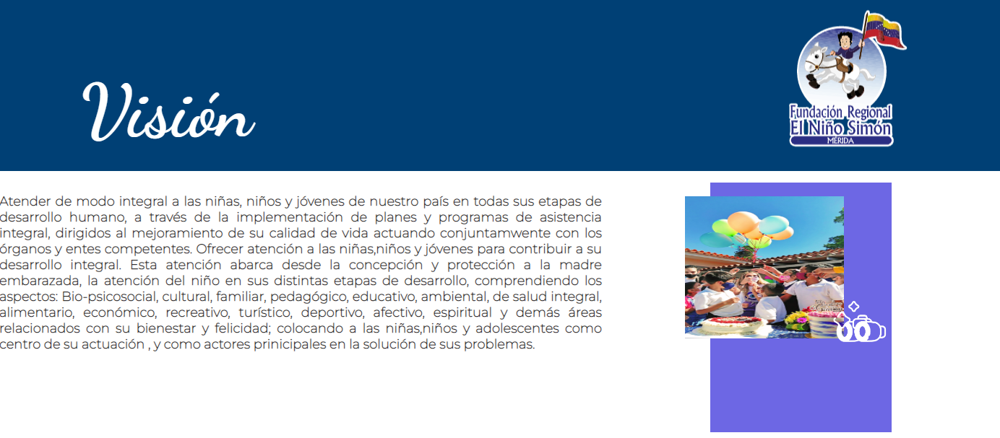 Visión
Fundación Regional
El Niño Simón
MÉRIDA
Atender de modo integral a las niñas, niños y jóvenes de nuestro país en todas sus etapas de
desarrollo humano, a través de la implementación de planes y programas de asistencia
integral, dirigidos al mejoramiento de su calidad de vida actuando conjuntamwente con los
órganos y entes competentes. Ofrecer atención a las niñas,niños y jóvenes para contribuir a su
desarrollo integral. Esta atención abarca desde la concepción y protección a la madre
embarazada, la atención del niño en sus distintas etapas de desarrollo, comprendiendo los
aspectos: Bio-psicosocial, cultural, familiar, pedagógico, educativo, ambiental, de salud integral,
alimentario, económico, recreativo, turístico, deportivo, afectivo, espiritual y demás áreas
relacionados con su bienestar y felicidad; colocando a las niñas,niños y adolescentes como
centro de su actuación , y como actores prinicipales en la solución de sus problemas.